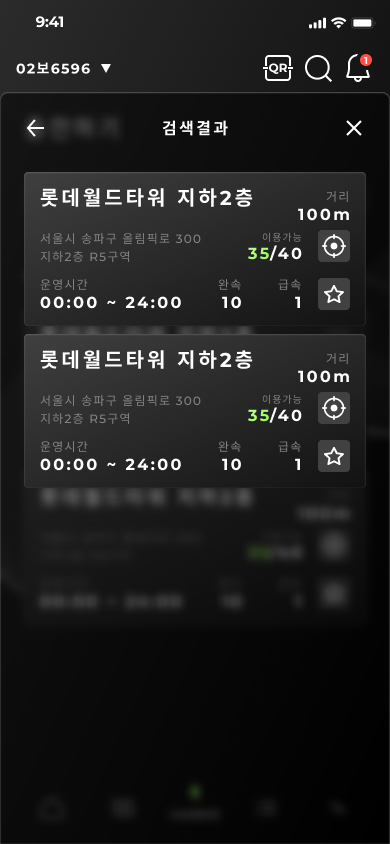 9:41
02보6596 ▼
QR
1
검색결과
롯데월드타워 지하2층
거리
100m
서울시 송파구 올림픽로 300
지하2층 R5구역
이용가능
35/40
운영시간
00:00 ~ 24:00
완속
10
급속
1
롯데월드타워 지하2층
거리
100m
서울시 송파구 올림픽로 300
지하2층 R5구역
이용가능
35/40
운영시간
00:00 ~ 24:00
완속
10
급속
1